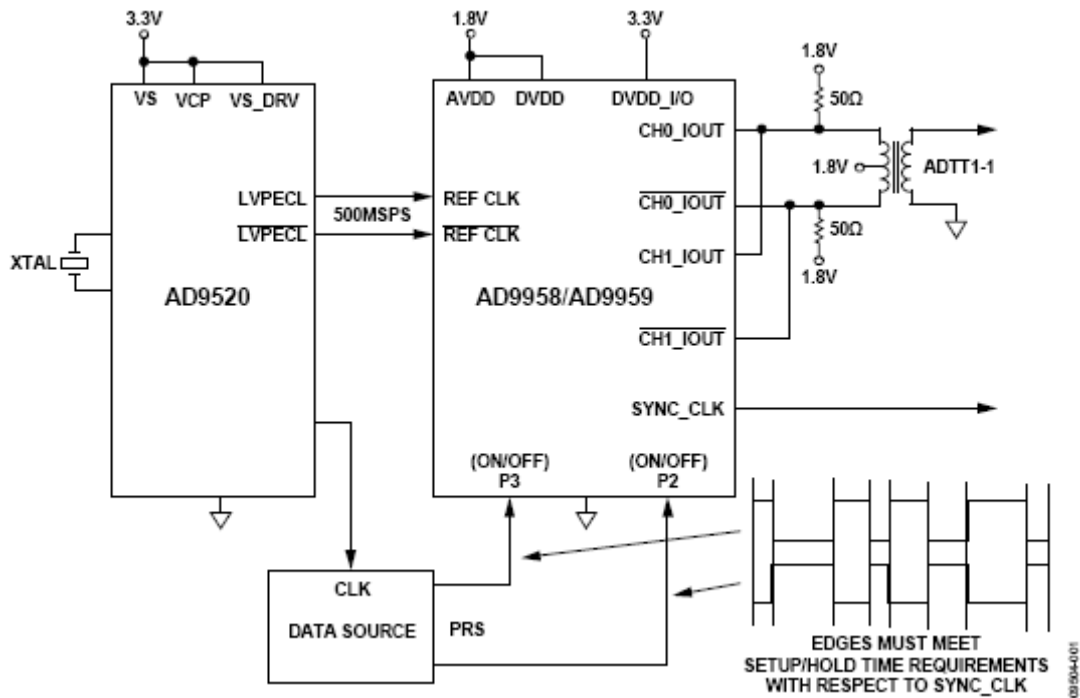 3.3V 1.8V 3.3V
1.8V
VS VCP VS_DRV
AVDD DVDD DVDD_I/O
50Ω
CH0_IOUT
1.8V ADTT1-1
LVPECL REF CLK CH0_IOUT
500MSPS
LVPECL REF CLK
50Ω
CH1_IOUT
1.8V
XTAL
AD9520
AD9958/AD9959
CH1_IOUT
SYNC_CLK
(ON/OFF) (ON/OFF)
P3 P2
CLK
DATA SOURCE PRS
EDGES MUST MEET
SETUP/HOLD TIME REQUIREMENTS
WITH RESPECT TO SYNC_CLK
09504-001